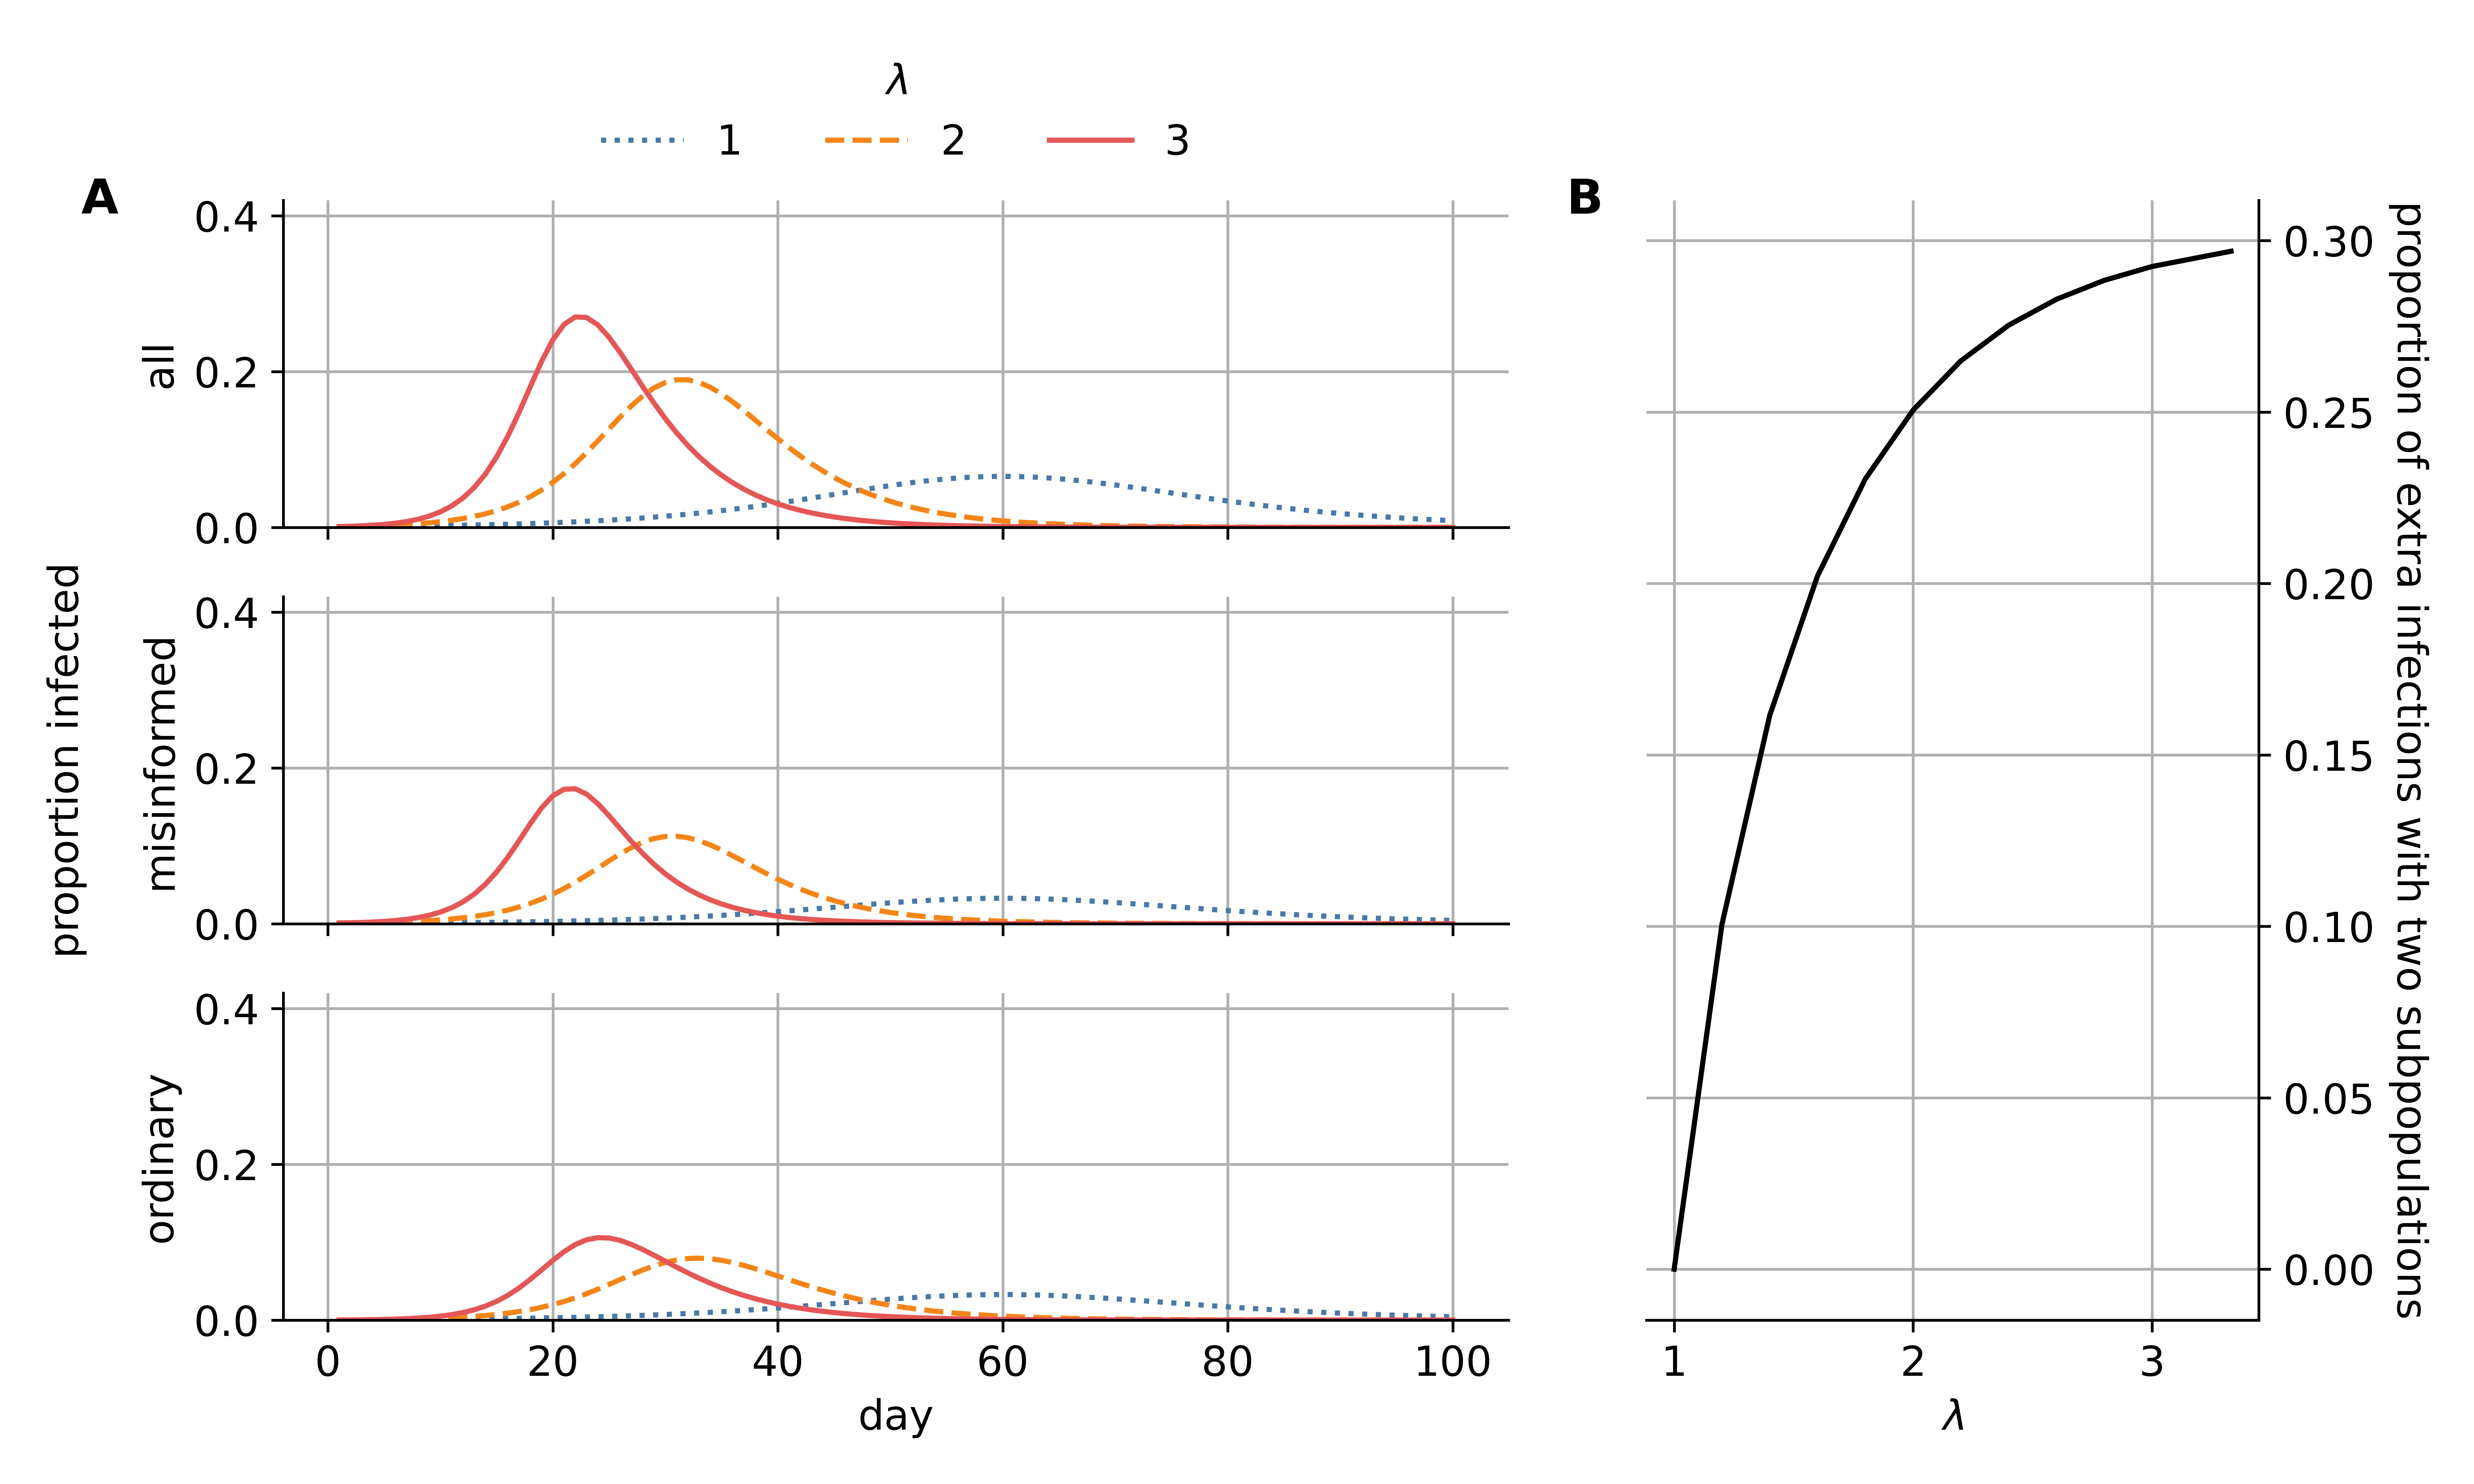 λ
1 2 3
A
proportion infected
all
0.4
0.2
0.0
misinformed
0.4
0.2
0.0
ordinary
0.4
0.2
0.0
0 20 40 60 80 100
day
B
0.30
0.25
0.20
0.15
0.10
0.05
0.00
proportion of extra infections with two subpopulations
1 2 3
λ